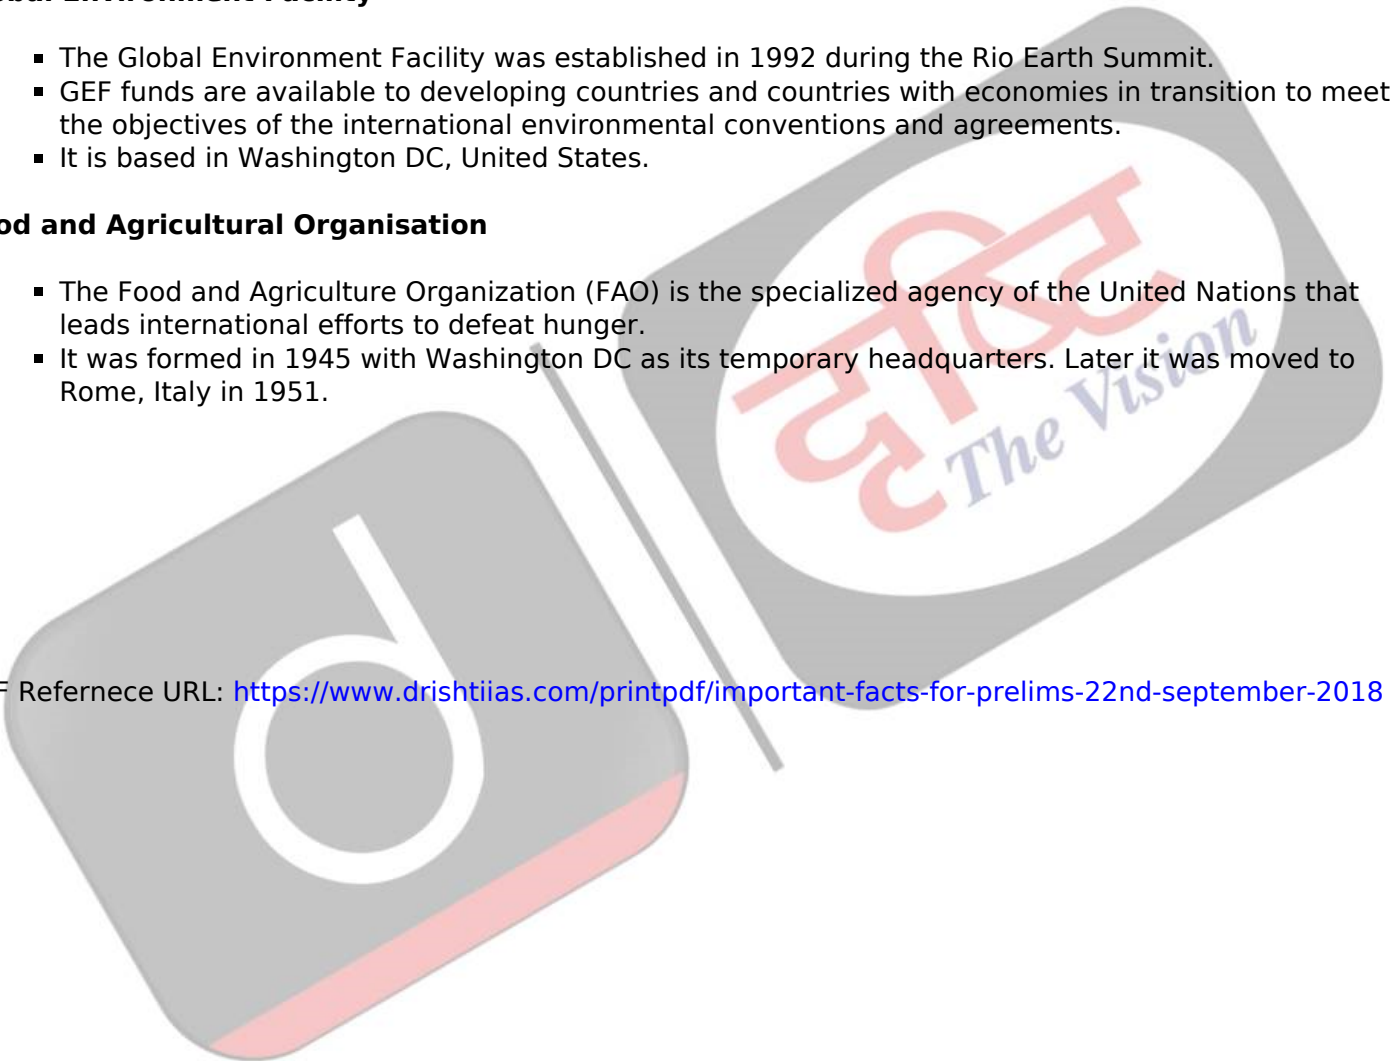 obal Environment Facility
▪ The Global Environment Facility was established in 1992 during the Rio Earth Summit.
▪ GEF funds are available to developing countries and countries with economies in transition to meet
the objectives of the international environmental conventions and agreements.
▪ It is based in Washington DC, United States.
od and Agricultural Organisation
▪ The Food and Agriculture Organization (FAO) is the specialized agency of the United Nations that
leads international efforts to defeat hunger.
▪ It was formed in 1945 with Washington DC as its temporary headquarters. Later it was moved to
Rome, Italy in 1951.
दृष्टि
The Vision
d
F Refernece URL: https://www.drishtiias.com/printpdf/important-facts-for-prelims-22nd-september-2018